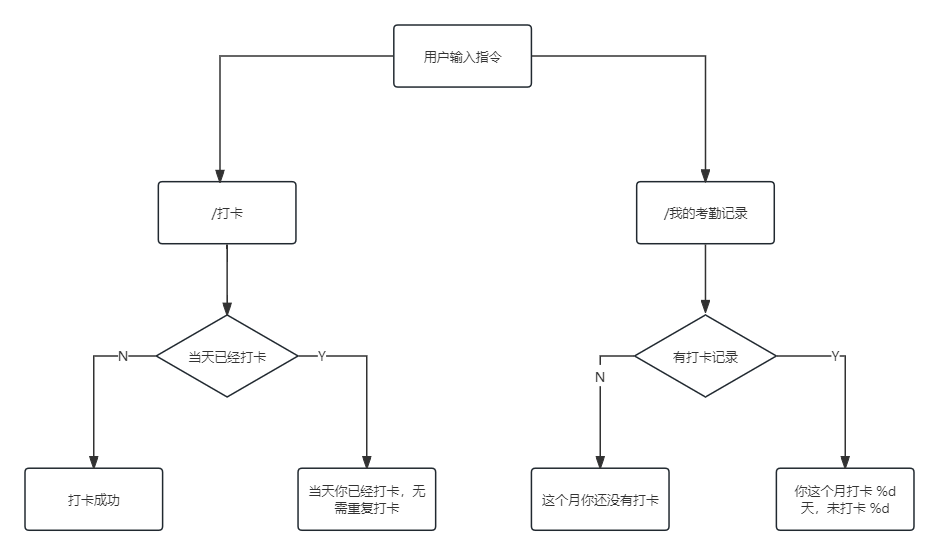 用户输入指令
/打卡
/我的考勤记录
当天已经打卡
有打卡记录
N
Y
N
Y
打卡成功
当天你已经打卡，无
需重复打卡
这个月你还没有打卡
你这个月打卡 %d
天，未打卡 %d